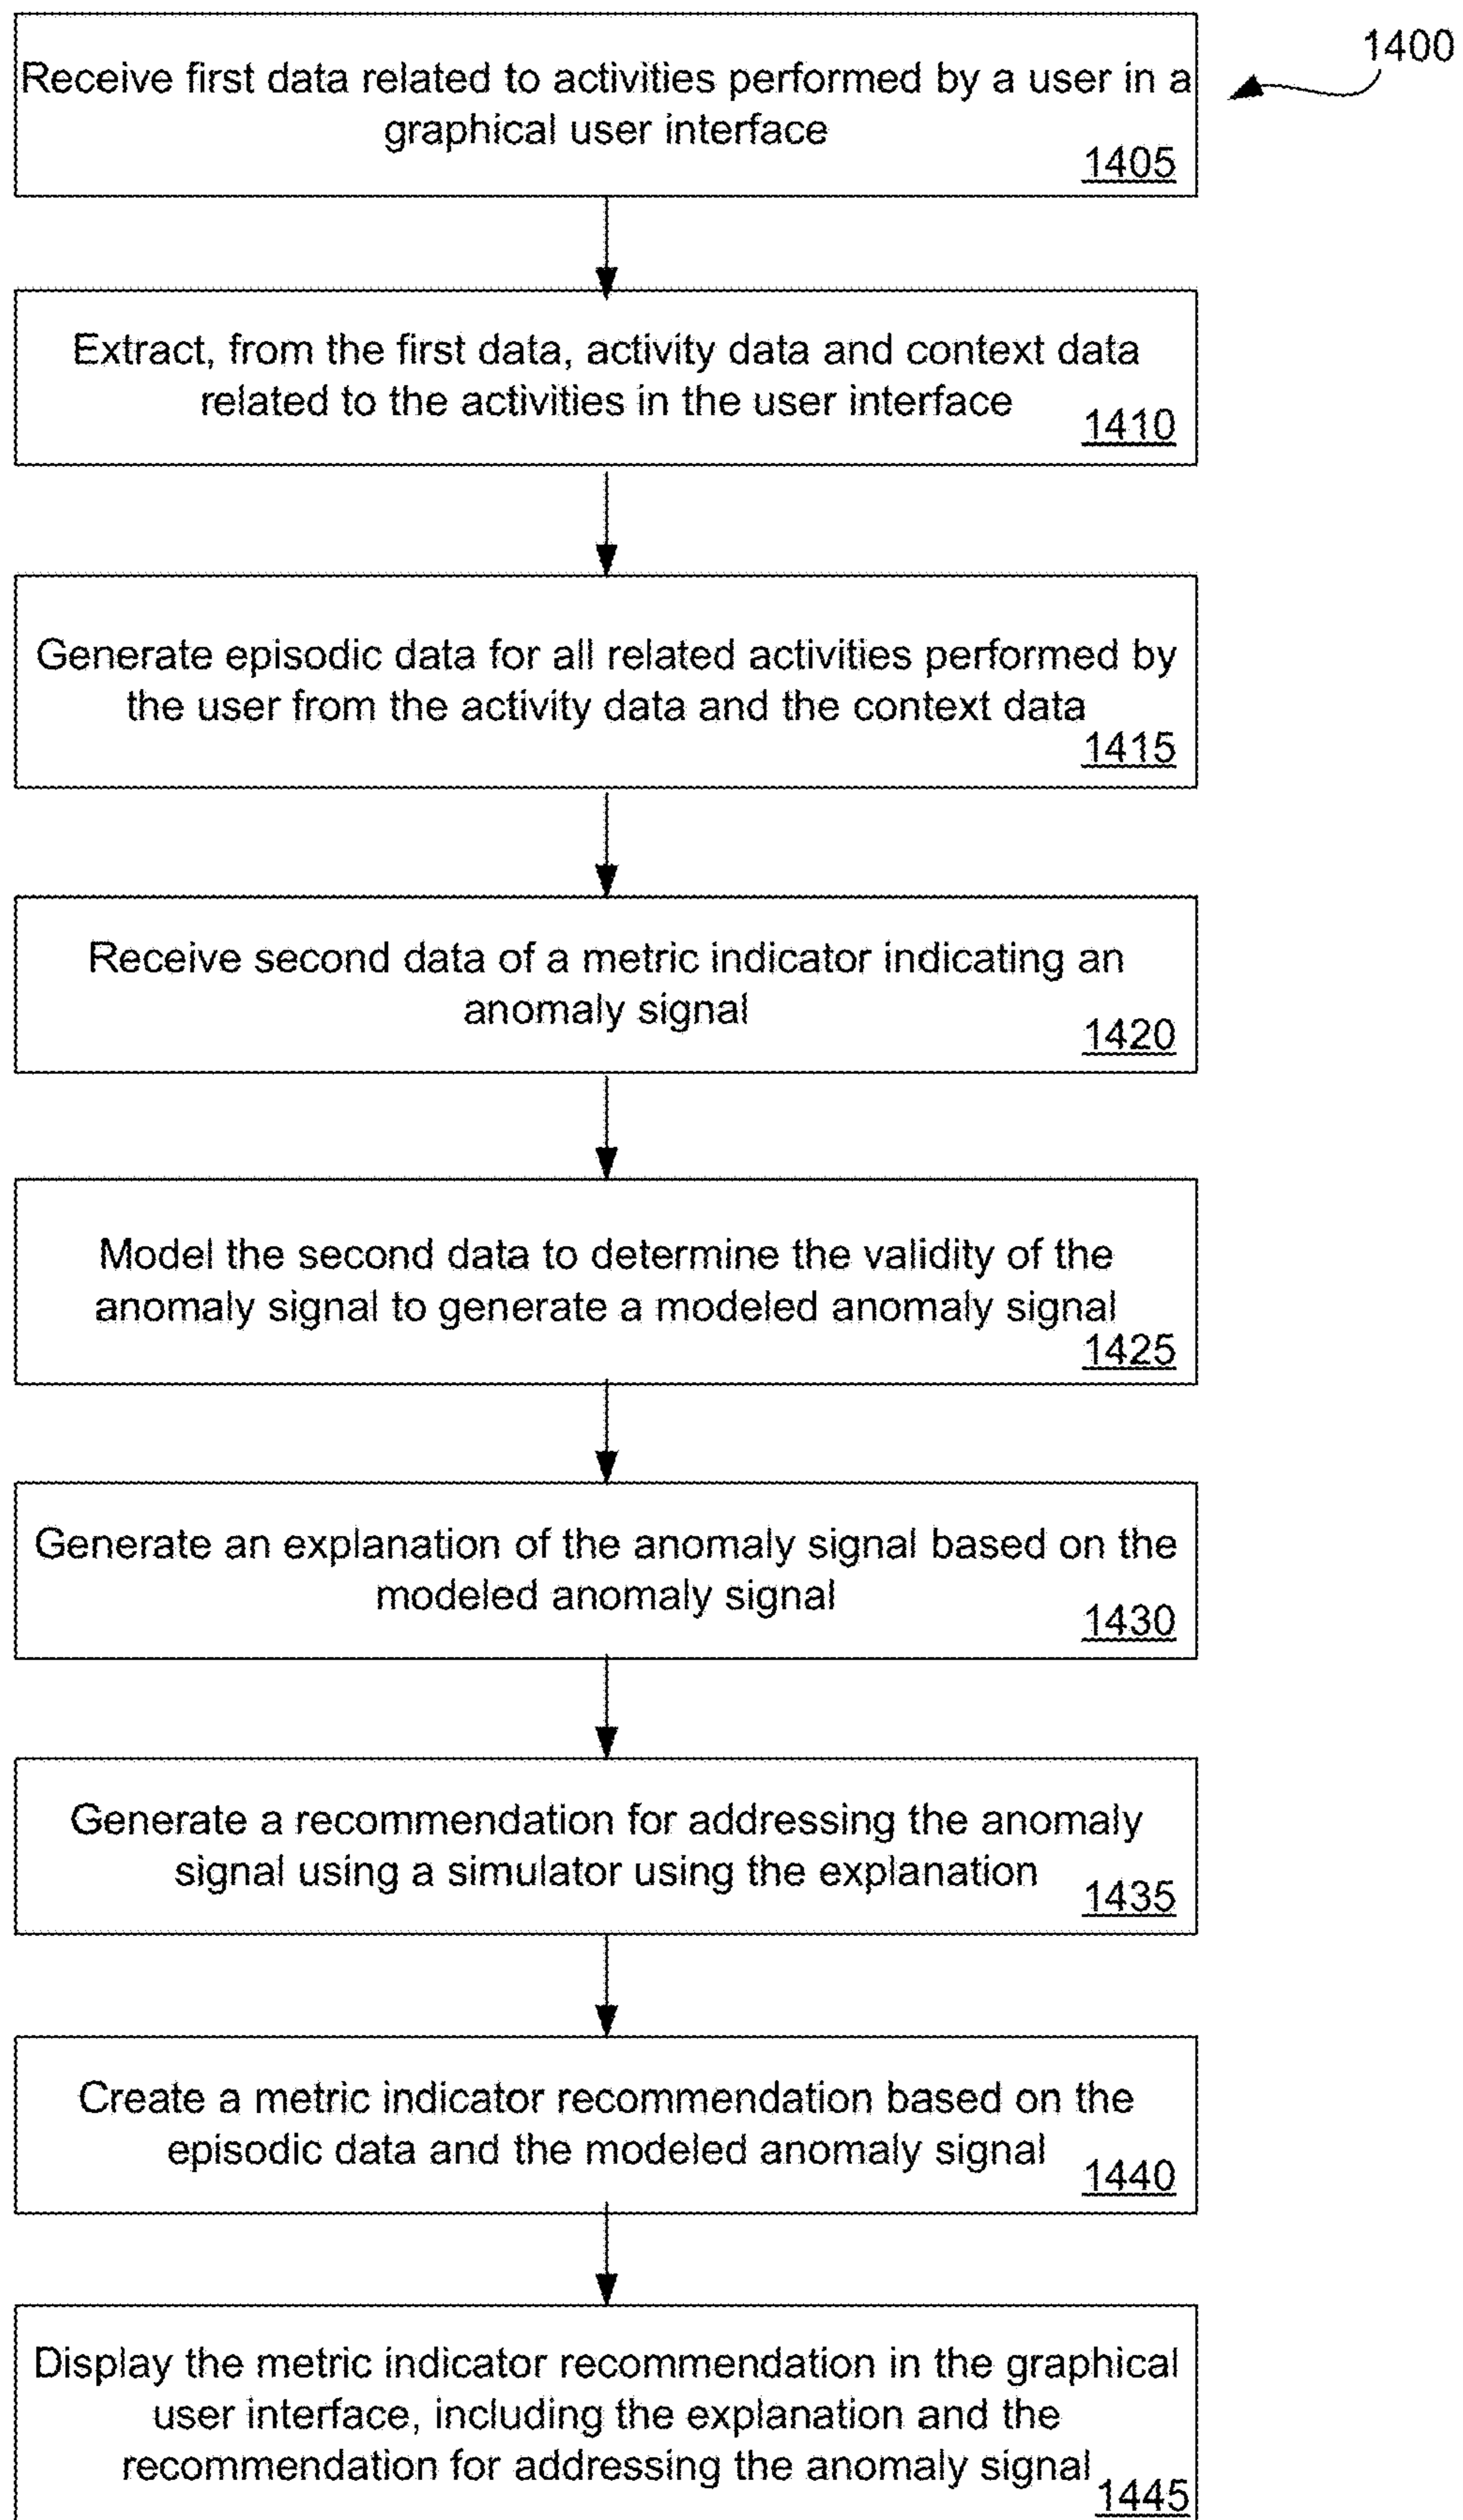 Receive first data related to activities performed by a user in a
graphical user interface
1405
1400
Extract, from the first data, activity data and context data
related to the activities in the user interface
1410
Generate episodic data for all related activities performed by
the user from the activity data and the context data
1415
Receive second data of a metric indicator indicating an
anomaly signal
1420
Model the second data to determine the validity of the
anomaly signal to generate a modeled anomaly signal
1425
Generate an explanation of the anomaly signal based on the
modeled anomaly signal
1430
Generate a recommendation for addressing the anomaly
signal using a simulator using the explanation
1435
Create a metric indicator recommendation based on the
episodic data and the modeled anomaly signal
1440
Display the metric indicator recommendation in the graphical
user interface, including the explanation and the
recommendation for addressing the anomaly signal
1445